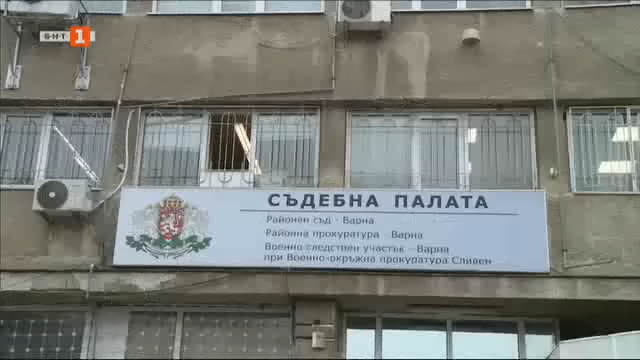 БНТ 1
СЪДЕБНА ПАЛАТА
Районен съд - Варна
Районна прокуратура - Варна
Военно следствен участък - Варна
при Военно-окръжна прокуратура Сливен